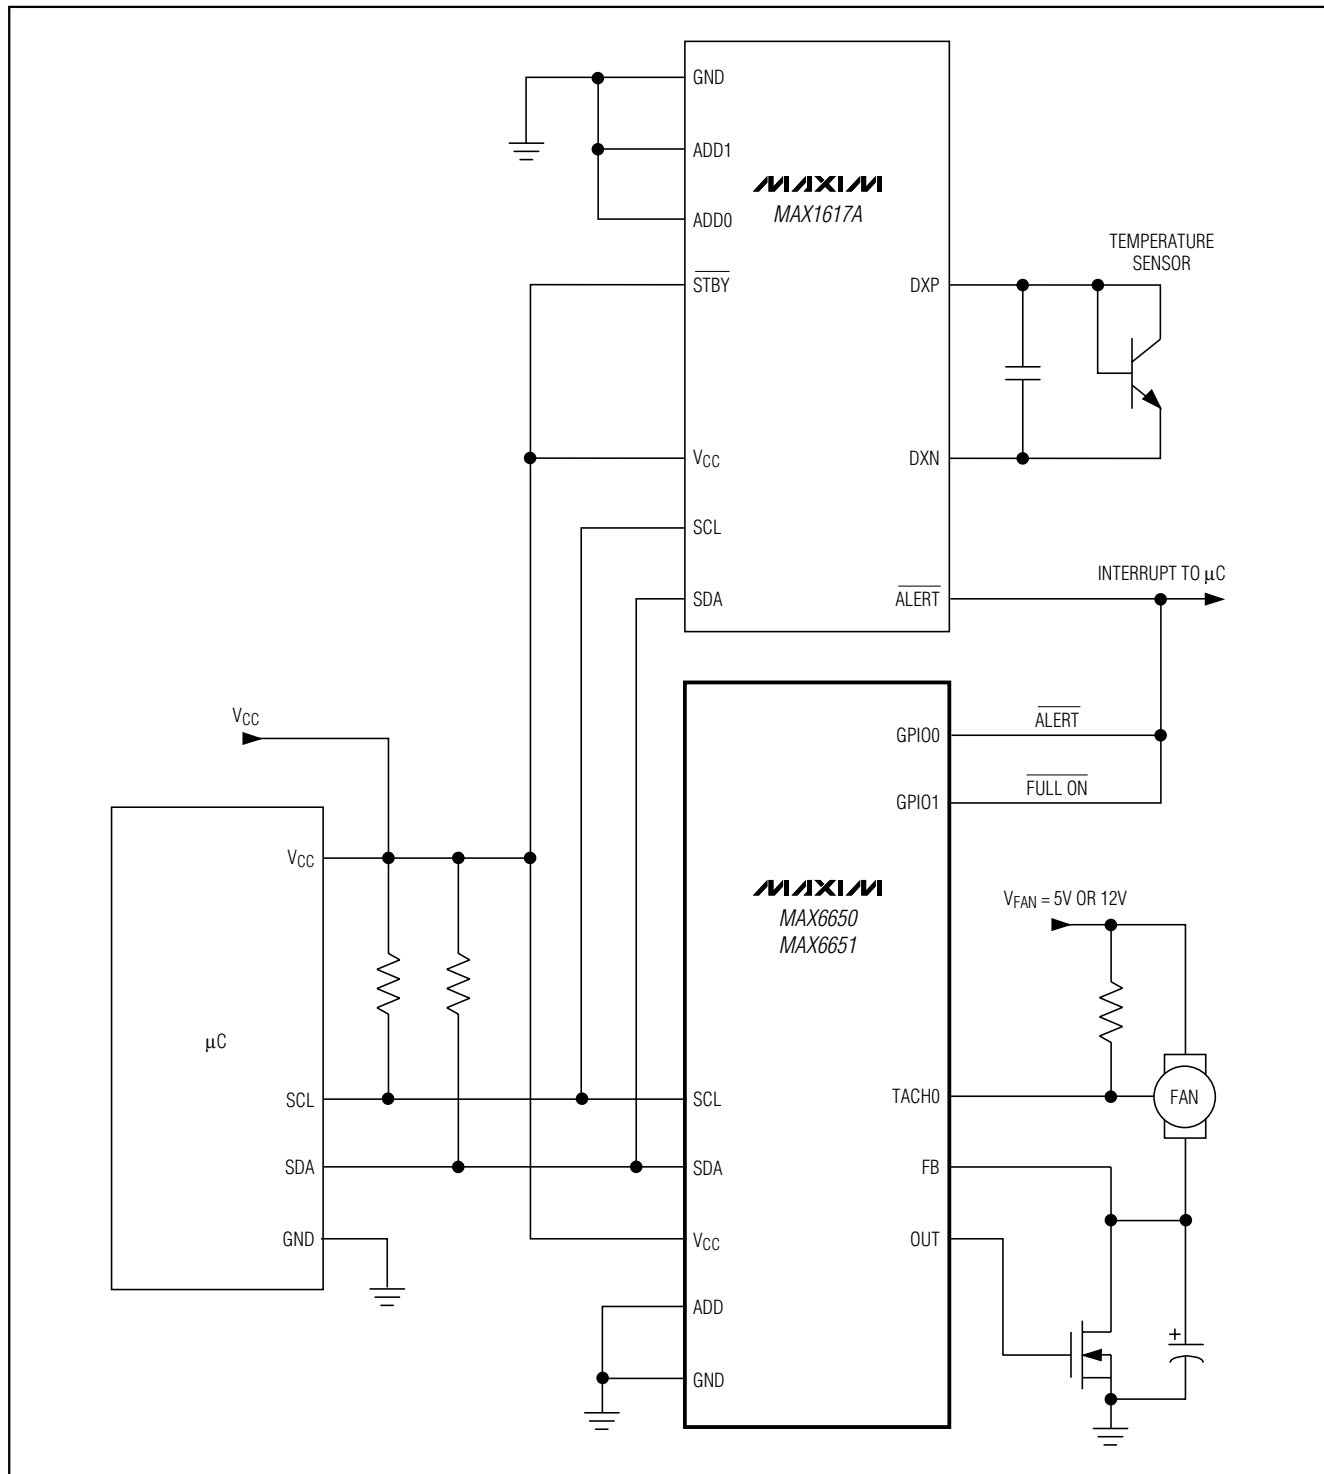 GND
ADD1
MAXIM
MAX1617A
ADD0
TEMPERATURE
SENSOR
STBY
DXP
VCC
DXN
SCL
INTERRUPT TO μC
SDA
ALERT
VCC
GPIO0
ALERT
GPIO1
FULL ON
VCC
MAXIM
MAX6650
MAX6651
VFAN = 5V OR 12V
μC
SCL
SCL
TACH0
FAN
SDA
SDA
FB
GND
VCC
OUT
ADD
+
GND